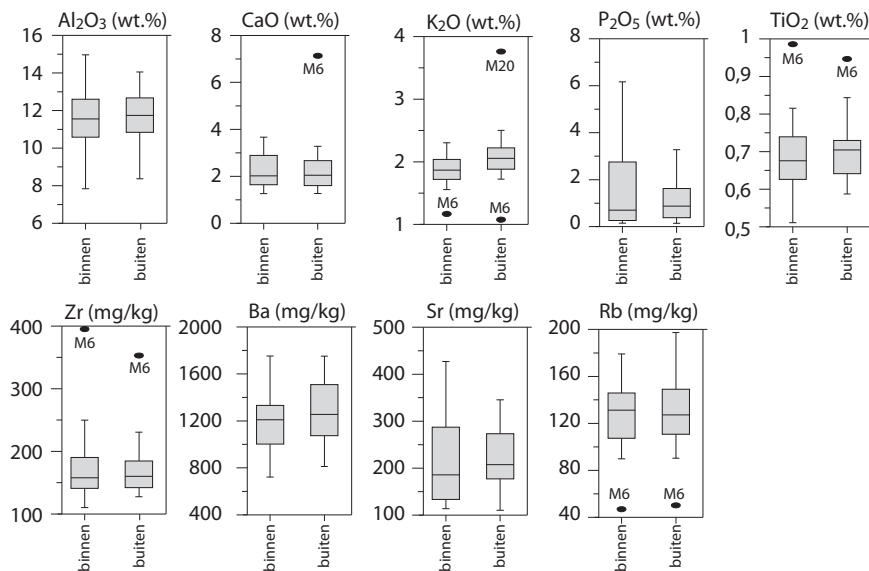 Al₂O₃ (wt.%)
16
14
12
10
8
6
binnen
buiten
CaO (wt.%)
8
6
4
2
0
M6
binnen
buiten
K₂O (wt.%)
4
3
2
1
M20
M6
M6
binnen
buiten
P₂O₅ (wt.%)
8
6
4
2
0
binnen
buiten
TiO₂ (wt.%)
1
0,9
0,8
0,7
0,6
0,5
M6
M6
binnen
buiten
Zr (mg/kg)
400
300
200
100
M6
M6
binnen
buiten
Ba (mg/kg)
2000
1600
1200
800
400
binnen
buiten
Sr (mg/kg)
500
400
300
200
100
binnen
buiten
Rb (mg/kg)
200
160
120
80
40
M6
M6
binnen
buiten